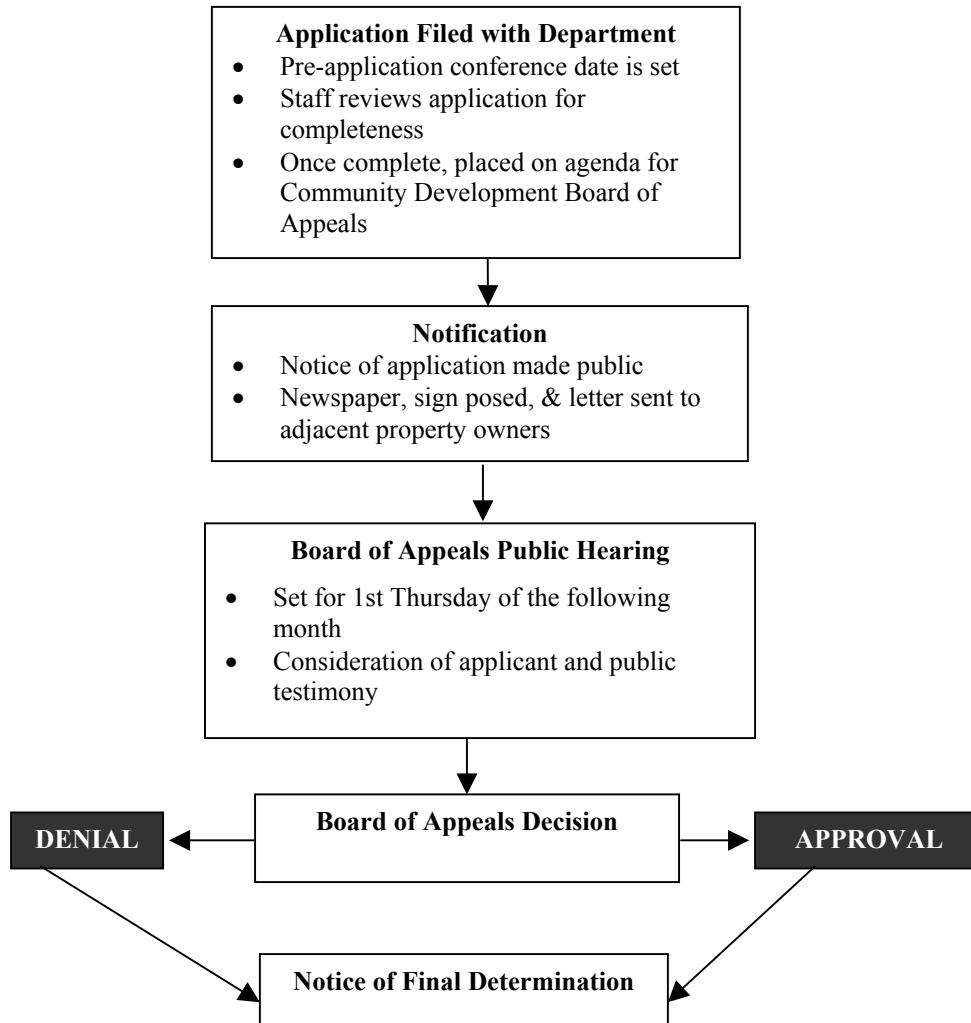 Application Filed with Department
• Pre-application conference date is set
• Staff reviews application for
completeness
• Once complete, placed on agenda for
Community Development Board of
Appeals
Notification
• Notice of application made public
• Newspaper, sign posed, & letter sent to
adjacent property owners
Board of Appeals Public Hearing
• Set for 1st Thursday of the following
month
• Consideration of applicant and public
testimony
Board of Appeals Decision
DENIAL
APPROVAL
Notice of Final Determination